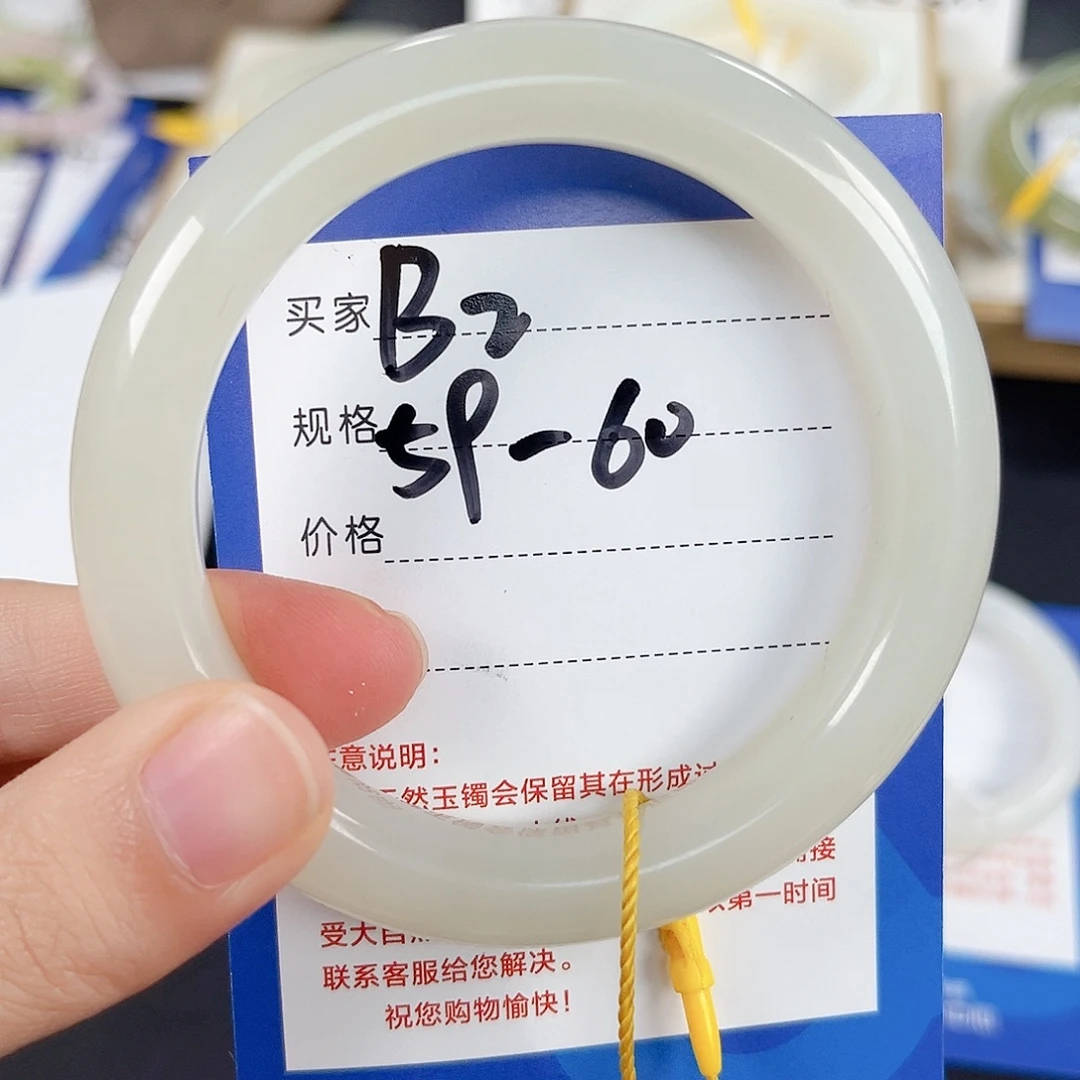 买家 B2
规格 59-60
价格
意说明：
然玉镯会保留其在形成
接
受大自 第一时间
联系客服给您解决。
祝您购物愉快！